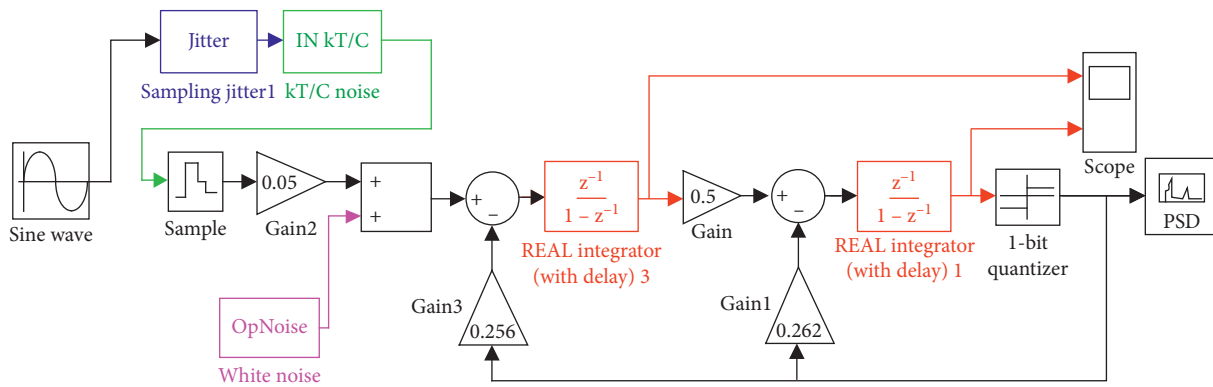 Jitter
IN kT/C
Sampling jitter1
kT/C noise
Sine wave
Sample
0.05
Gain2
+
+
OpNoise
White noise
+
−
z⁻¹
1 − z⁻¹
REAL integrator
(with delay) 3
0.256
Gain3
0.5
Gain
+
−
z⁻¹
1 − z⁻¹
REAL integrator
(with delay) 1
0.262
Gain1
1-bit
quantizer
Scope
PSD